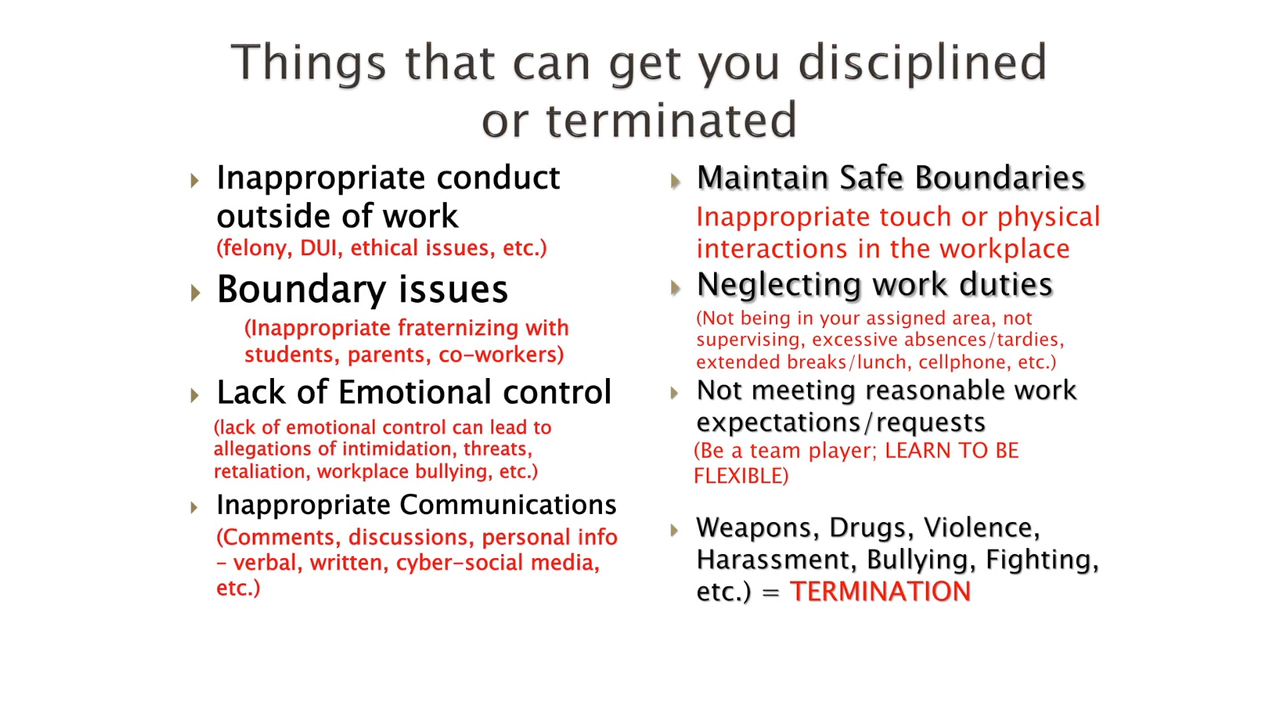 Things that can get you disciplined
or terminated
Inappropriate conduct
outside of work
(felony, DUI, ethical issues, etc.)
Boundary issues
(Inappropriate fraternizing with
students, parents, co-workers)
Lack of Emotional control
(lack of emotional control can lead to
allegations of intimidation, threats,
retaliation, workplace bullying, etc.)
Inappropriate Communications
(Comments, discussions, personal info
– verbal, written, cyber-social media,
etc.)
Maintain Safe Boundaries
Inappropriate touch or physical
interactions in the workplace
Neglecting work duties
(Not being in your assigned area, not
supervising, excessive absences/tardies,
extended breaks/lunch, cellphone, etc.)
Not meeting reasonable work
expectations/requests
(Be a team player; LEARN TO BE
FLEXIBLE)
Weapons, Drugs, Violence,
Harassment, Bullying, Fighting,
etc.) = TERMINATION